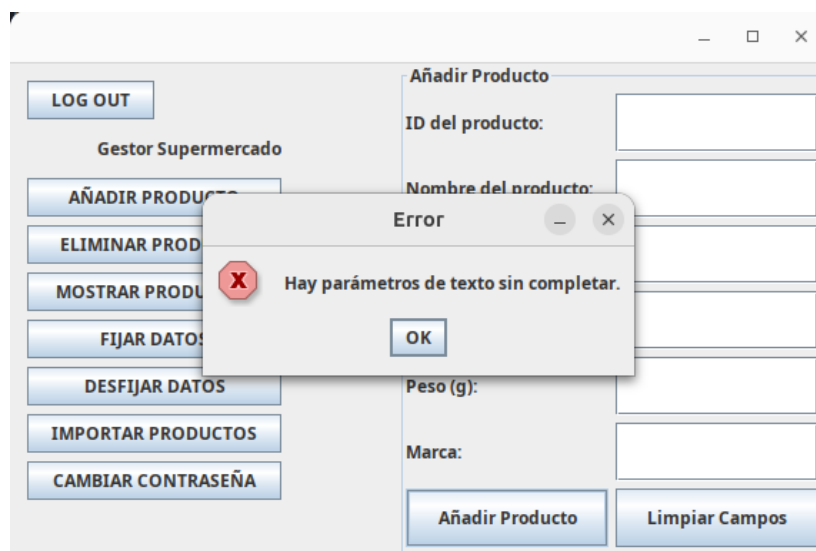 LOG OUT
Gestor Supermercado
AÑADIR PRODUCTO
ELIMINAR PROD
MOSTRAR PRODU
FIJAR DATOS
DESFIJAR DATOS
IMPORTAR PRODUCTOS
CAMBIAR CONTRASEÑA
Añadir Producto
ID del producto:
Nombre del producto:
Peso (g):
Marca:
Añadir Producto
Limpiar Campos
Error
X
Hay parámetros de texto sin completar.
OK